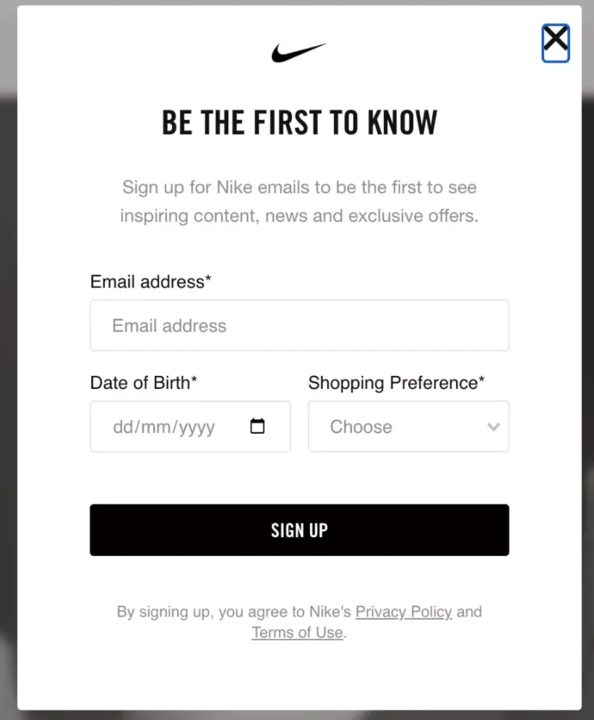 BE THE FIRST TO KNOW
Sign up for Nike emails to be the first to see
inspiring content, news and exclusive offers.
Email address*
Email address
Date of Birth*
Shopping Preference*
dd/mm/yyyy
Choose
SIGN UP
By signing up, you agree to Nike's Privacy Policy and
Terms of Use.